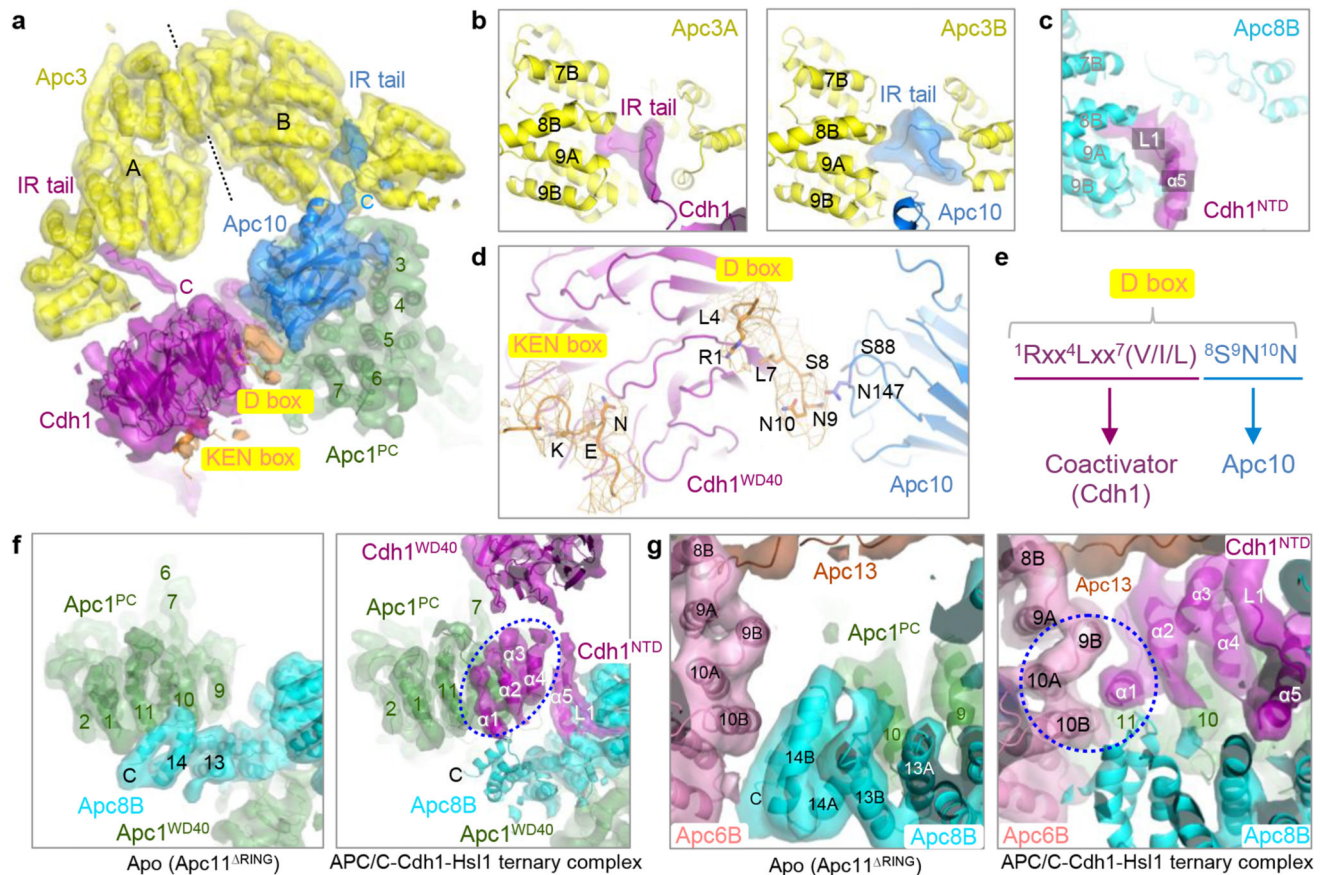 a
Apc3
IR tail
B
A
IR tail
C
Apc10
C
3
4
5
6
7
D box
Cdh1
KEN box
Apc1PC
b
Apc3A
7B
IR tail
8B
9A
9B
Cdh1
Apc3B
7B
IR tail
8B
9A
9B
Apc10
c
Apc8B
7B
8B
L1
9A
9B
α5
Cdh1NTD
d
D box
L4
KEN box
R1
S8
S88
L7
N147
N
N10
N9
K
E
Cdh1WD40
Apc10
e
D box
1Rxx4Lxx7(V/I/L) 8S9N10N
Coactivator
(Cdh1)
Apc10
f
6
7
Apc1PC
10
9
2
1
11
14
13
C
Apc8B
Apc1WD40
Apo (Apc11ΔRING)
Cdh1WD40
Apc1PC
7
Cdh1NTD
α3
α4
α2
1
11
α5
α1
L1
C
Apc8B
Apc1WD40
APC/C-Cdh1-Hsl1 ternary complex
g
8B
Apc13
9A
9B
Apc1PC
10A
10B
10
9
14B
13A
C
14A
13B
Apc6B
Apc8B
Apo (Apc11ΔRING)
Cdh1NTD
8B
Apc13
α3
L1
9A
9B
α2
α4
10A
α1
α5
10B
11
10
Apc6B
Apc8B
APC/C-Cdh1-Hsl1 ternary complex